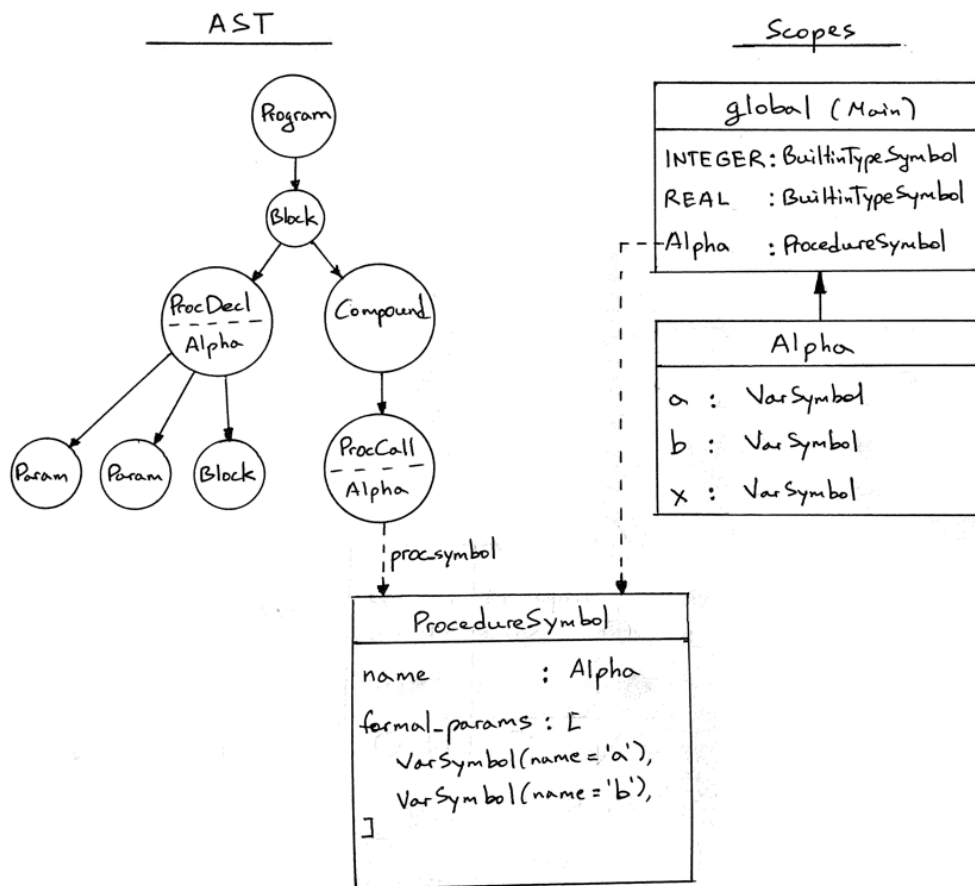 AST
Program
Block
ProcDecl
Alpha
Compound
Param
Param
Block
ProcCall
Alpha
proc_symbol
Scopes
global (Main)
INTEGER : BuiltinTypeSymbol
REAL : BuiltinTypeSymbol
Alpha : ProcedureSymbol
Alpha
a : VarSymbol
b : VarSymbol
x : VarSymbol
ProcedureSymbol
name : Alpha
formal_params : [
VarSymbol(name='a'),
VarSymbol(name='b'),
]